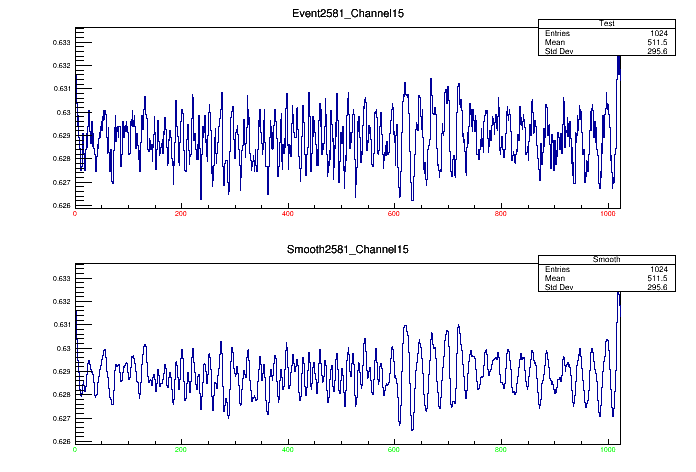 Event2581_Channel15
Test
Entries 1024
Mean 511.5
Std Dev 295.6
0.633
0.632
0.631
0.63
0.629
0.628
0.627
0.626
0 200 400 600 800 1000
Smooth2581_Channel15
Smooth
Entries 1024
Mean 511.5
Std Dev 295.6
0.633
0.632
0.631
0.63
0.629
0.628
0.627
0.626
0 200 400 600 800 1000